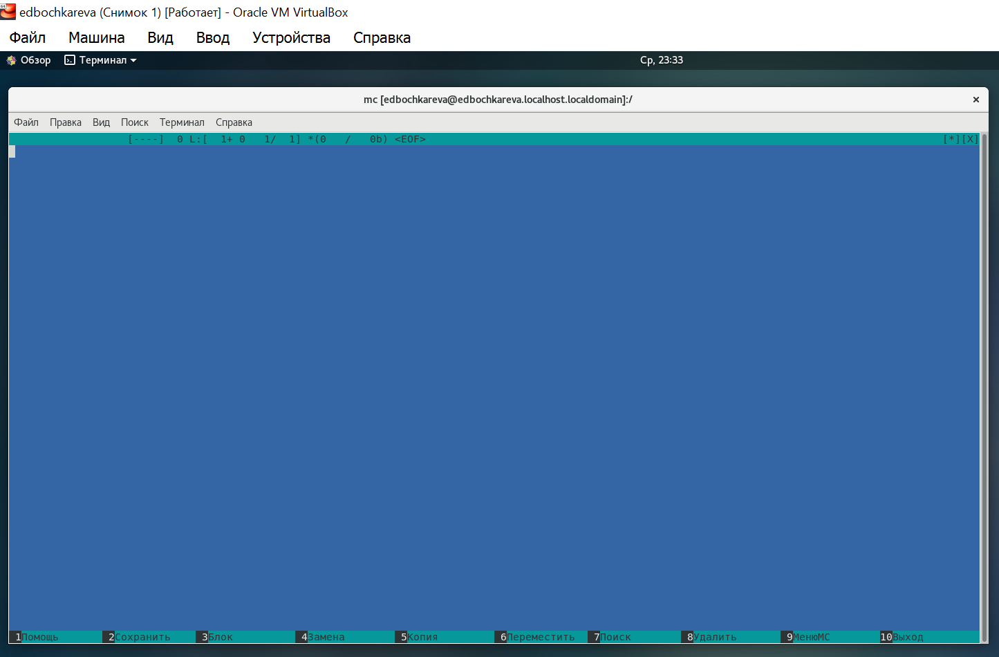 edbochkareva (Снимок 1) [Работает] - Oracle VM VirtualBox
Файл Машина Вид Ввод Устройства Справка
Обзор Терминал Ср, 23:33
mc [edbochkareva@edbochkareva.localhost.localdomain]:/
Файл Правка Вид Поиск Терминал Справка
[----]  0 L:[  1+ 0   1/  1] *(0   /   0b) <EOF> [*][X]
1Помощь 2Сохранить 3Блок 4Замена 5Копия 6Переместить 7Поиск 8Удалить 9МенюMC 10Выход